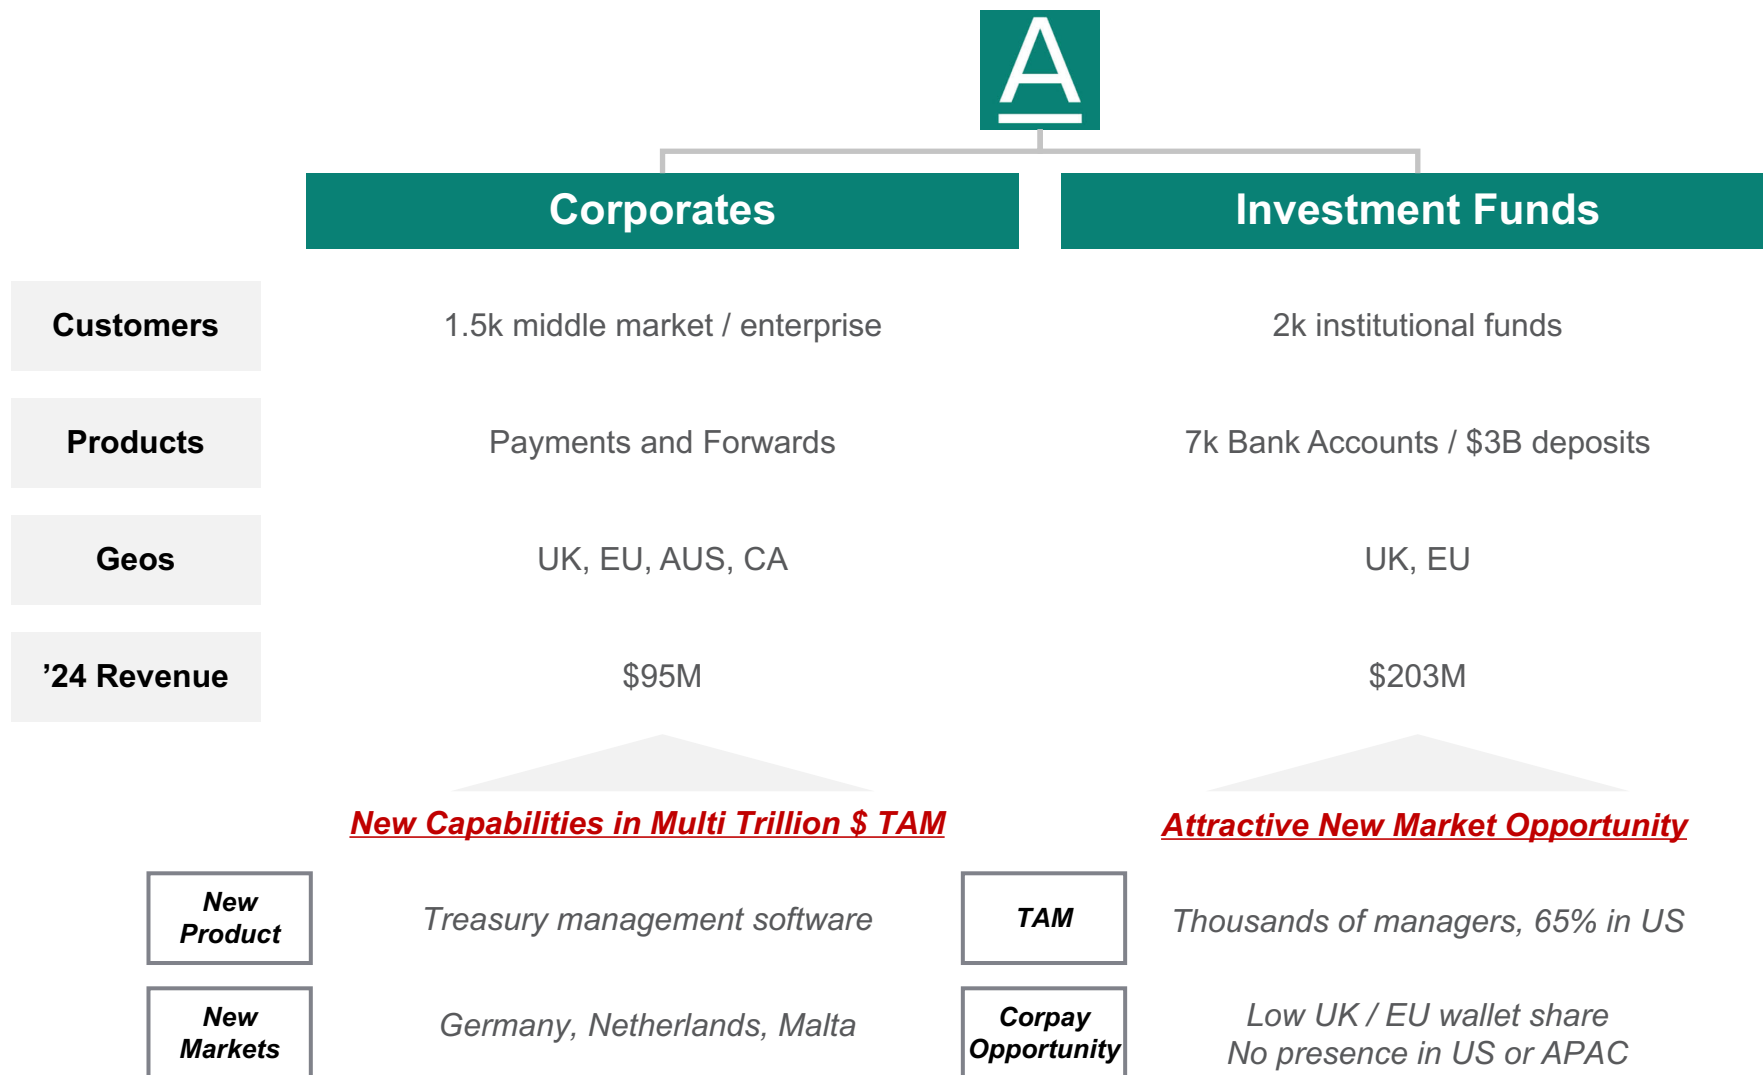 A
Corporates
Investment Funds
Customers
1.5k middle market / enterprise
2k institutional funds
Products
Payments and Forwards
7k Bank Accounts / $3B deposits
Geos
UK, EU, AUS, CA
UK, EU
’24 Revenue
$95M
$203M
New Capabilities in Multi Trillion $ TAM
Attractive New Market Opportunity
New
Product
Treasury management software
TAM
Thousands of managers, 65% in US
New
Markets
Germany, Netherlands, Malta
Corpay
Opportunity
Low UK / EU wallet share
No presence in US or APAC